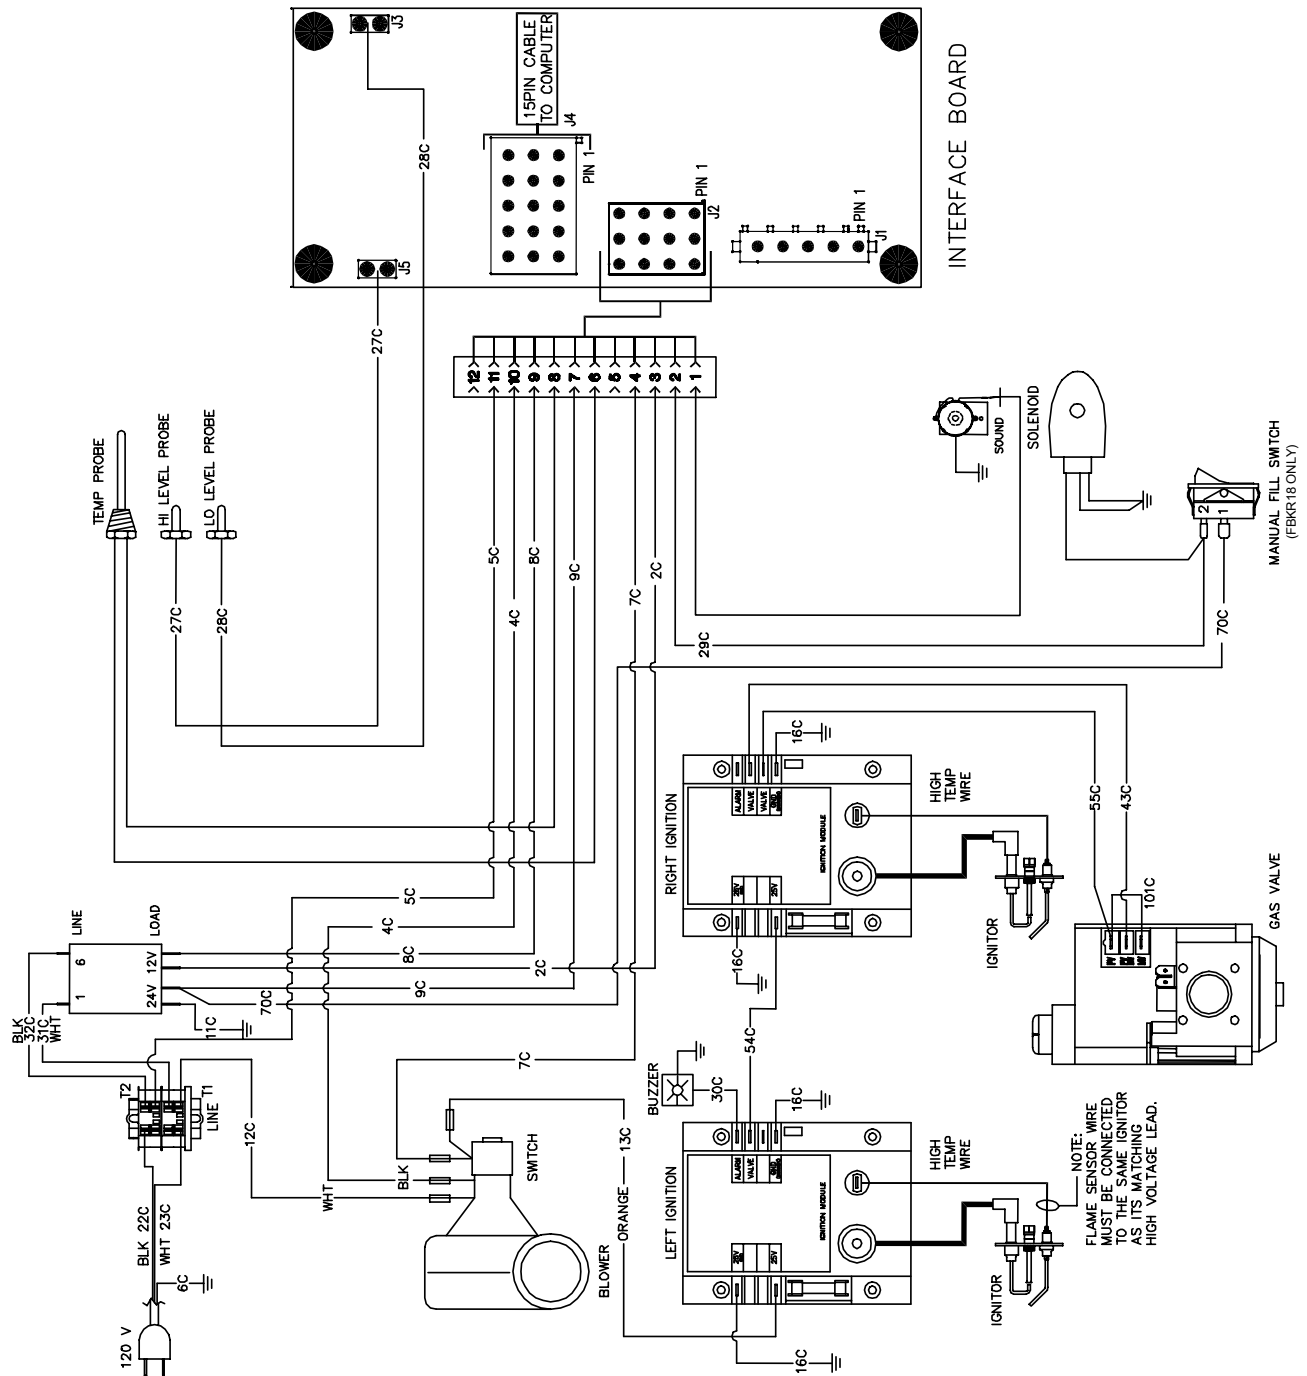 J3
15PIN CABLE
TO COMPUTER
J4
PIN 1
J5
PIN 1
J2
PIN 1
J1
INTERFACE BOARD
28C
27C
12
11
10
9
8
7
6
5
4
3
2
1
TEMP PROBE
HI LEVEL PROBE
LO LEVEL PROBE
27C
28C
5C
4C
8C
9C
7C
2C
29C
70C
SOUND
SOLENOID
2
1
MANUAL FILL SWITCH
(FBKR18 ONLY)
LINE
LOAD
6
1
12V
24V
BLK
32C
31C
WHT
5C
4C
8C
2C
9C
70C
11C
T2
T1
LINE
12C
BLK 22C
WHT 23C
6C
120 V
7C
13C
ORANGE
WHT
BLK
SWITCH
BLOWER
RIGHT IGNITION
ALARM
VALVE
VALVE
GND
25V
25V
IGNITION MODULE
16C
16C
HIGH
TEMP
WIRE
IGNITOR
54C
BUZZER
30C
LEFT IGNITION
ALARM
VALVE
GND
25V
25V
IGNITION MODULE
16C
16C
HIGH
TEMP
WIRE
IGNITOR
NOTE:
FLAME SENSOR WIRE
MUST BE CONNECTED
TO THE SAME IGNITOR
AS ITS MATCHING
HIGH VOLTAGE LEAD.
55C
43C
101C
GAS VALVE